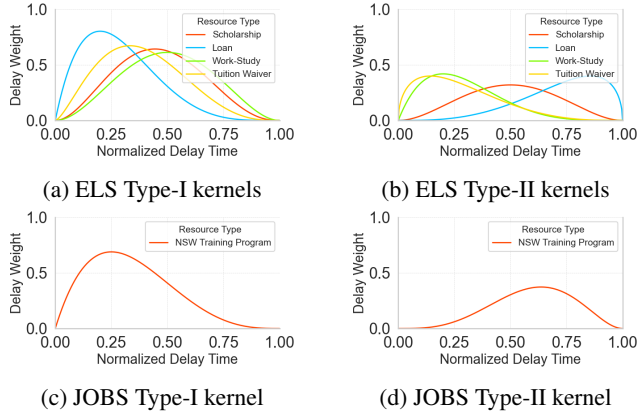 1.0
Delay Weight
0.5
0.0
0.00 0.25 0.50 0.75 1.00
Normalized Delay Time
Resource Type
Scholarship
Loan
Work-Study
Tuition Waiver
(a) ELS Type-I kernels
1.0
Delay Weight
0.5
0.0
0.00 0.25 0.50 0.75 1.00
Normalized Delay Time
Resource Type
Scholarship
Loan
Work-Study
Tuition Waiver
(b) ELS Type-II kernels
1.0
Delay Weight
0.5
0.0
0.00 0.25 0.50 0.75 1.00
Normalized Delay Time
Resource Type
NSW Training Program
(c) JOBS Type-I kernel
1.0
Delay Weight
0.5
0.0
0.00 0.25 0.50 0.75 1.00
Normalized Delay Time
Resource Type
NSW Training Program
(d) JOBS Type-II kernel